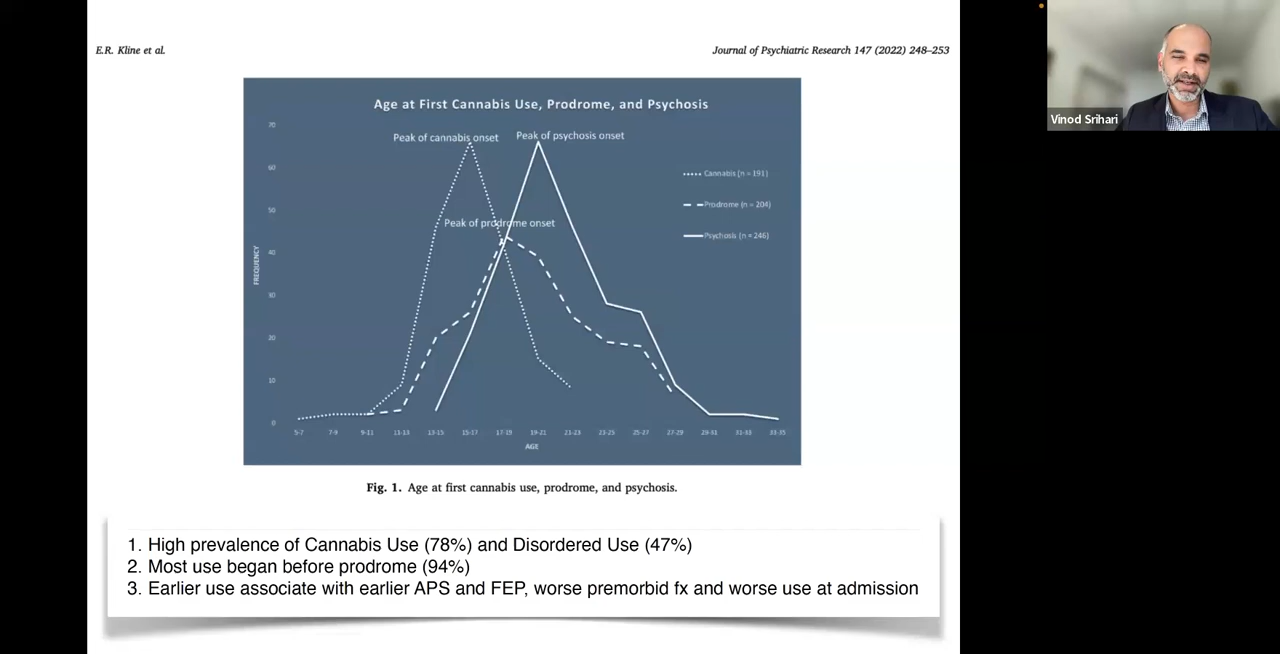 E.R. Kline et al.
Journal of Psychiatric Research 147 (2022) 248–253
Vinod Srihari
Age at First Cannabis Use, Prodrome, and Psychosis
Peak of cannabis onset
Peak of psychosis onset
Peak of prodrome onset
Cannabis (n = 191)
Prodrome (n = 204)
Psychosis (n = 246)
FREQUENCY
70
60
50
40
30
20
10
0
5-7 7-9 9-11 11-13 13-15 15-17 17-19 19-21 21-23 23-25 25-27 27-29 29-31 31-33 33-35
AGE
Fig. 1. Age at first cannabis use, prodrome, and psychosis.
1. High prevalence of Cannabis Use (78%) and Disordered Use (47%)
2. Most use began before prodrome (94%)
3. Earlier use associate with earlier APS and FEP, worse premorbid fx and worse use at admission